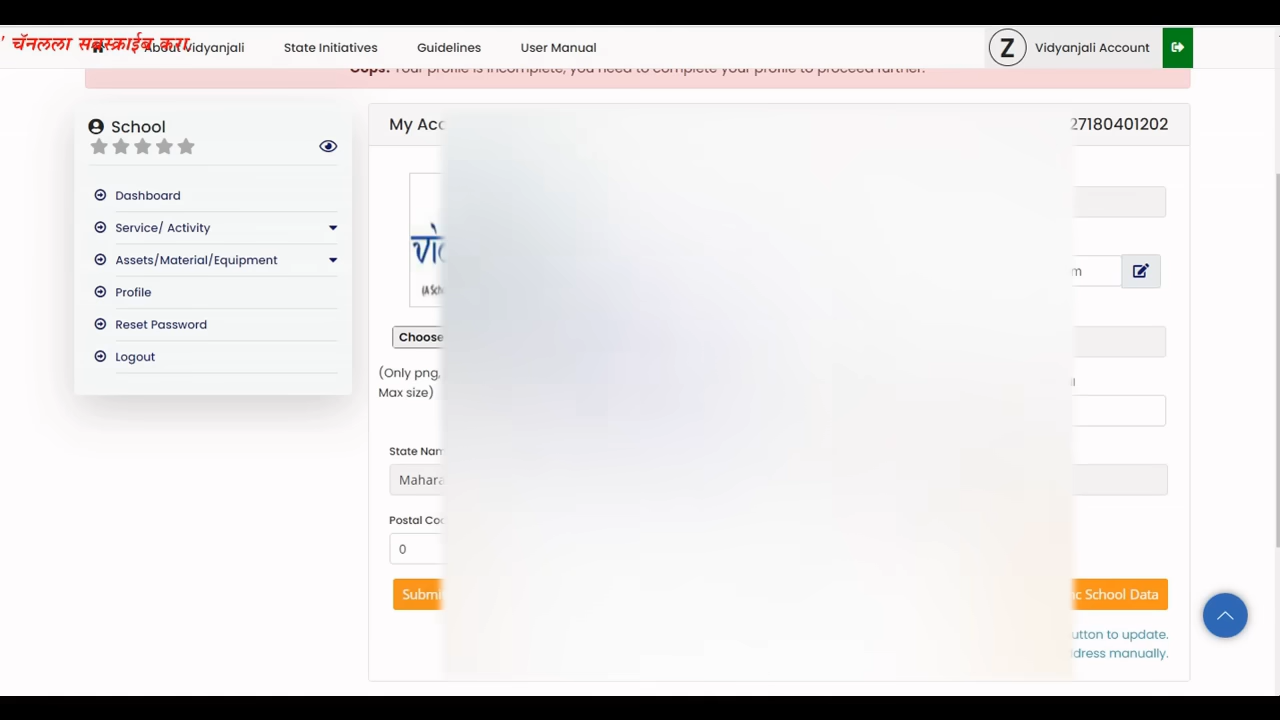 ' चॅनलला सबस्क्राईब करा
About Vidyanjali
State Initiatives
Guidelines
User Manual
Z
Vidyanjali Account
Oops! Your profile is incomplete, you need to complete your profile to proceed further.
School
Dashboard
Service/ Activity
Assets/Material/Equipment
Profile
Reset Password
Logout
My Acc
27180401202
m
Choose
(Only png,
Max size)
State Nam
Mahara
Postal Coo
0
Submi
c School Data
utton to update.
dress manually.